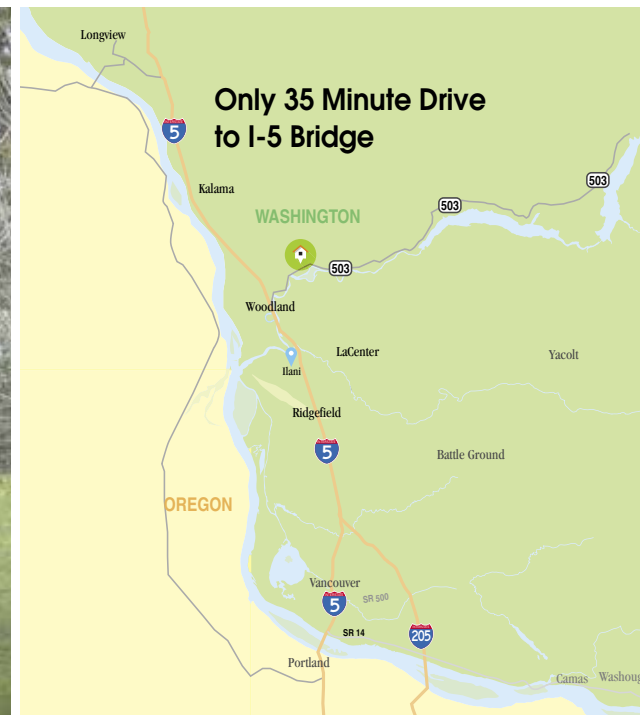 Longview
Only 35 Minute Drive
to I-5 Bridge
5
Kalama
503
503
WASHINGTON
503
Woodland
LaCenter
Yacolt
Ilani
Ridgefield
5
Battle Ground
OREGON
Vancouver
SR 500
5
SR 14
205
Portland
Camas
Washoug